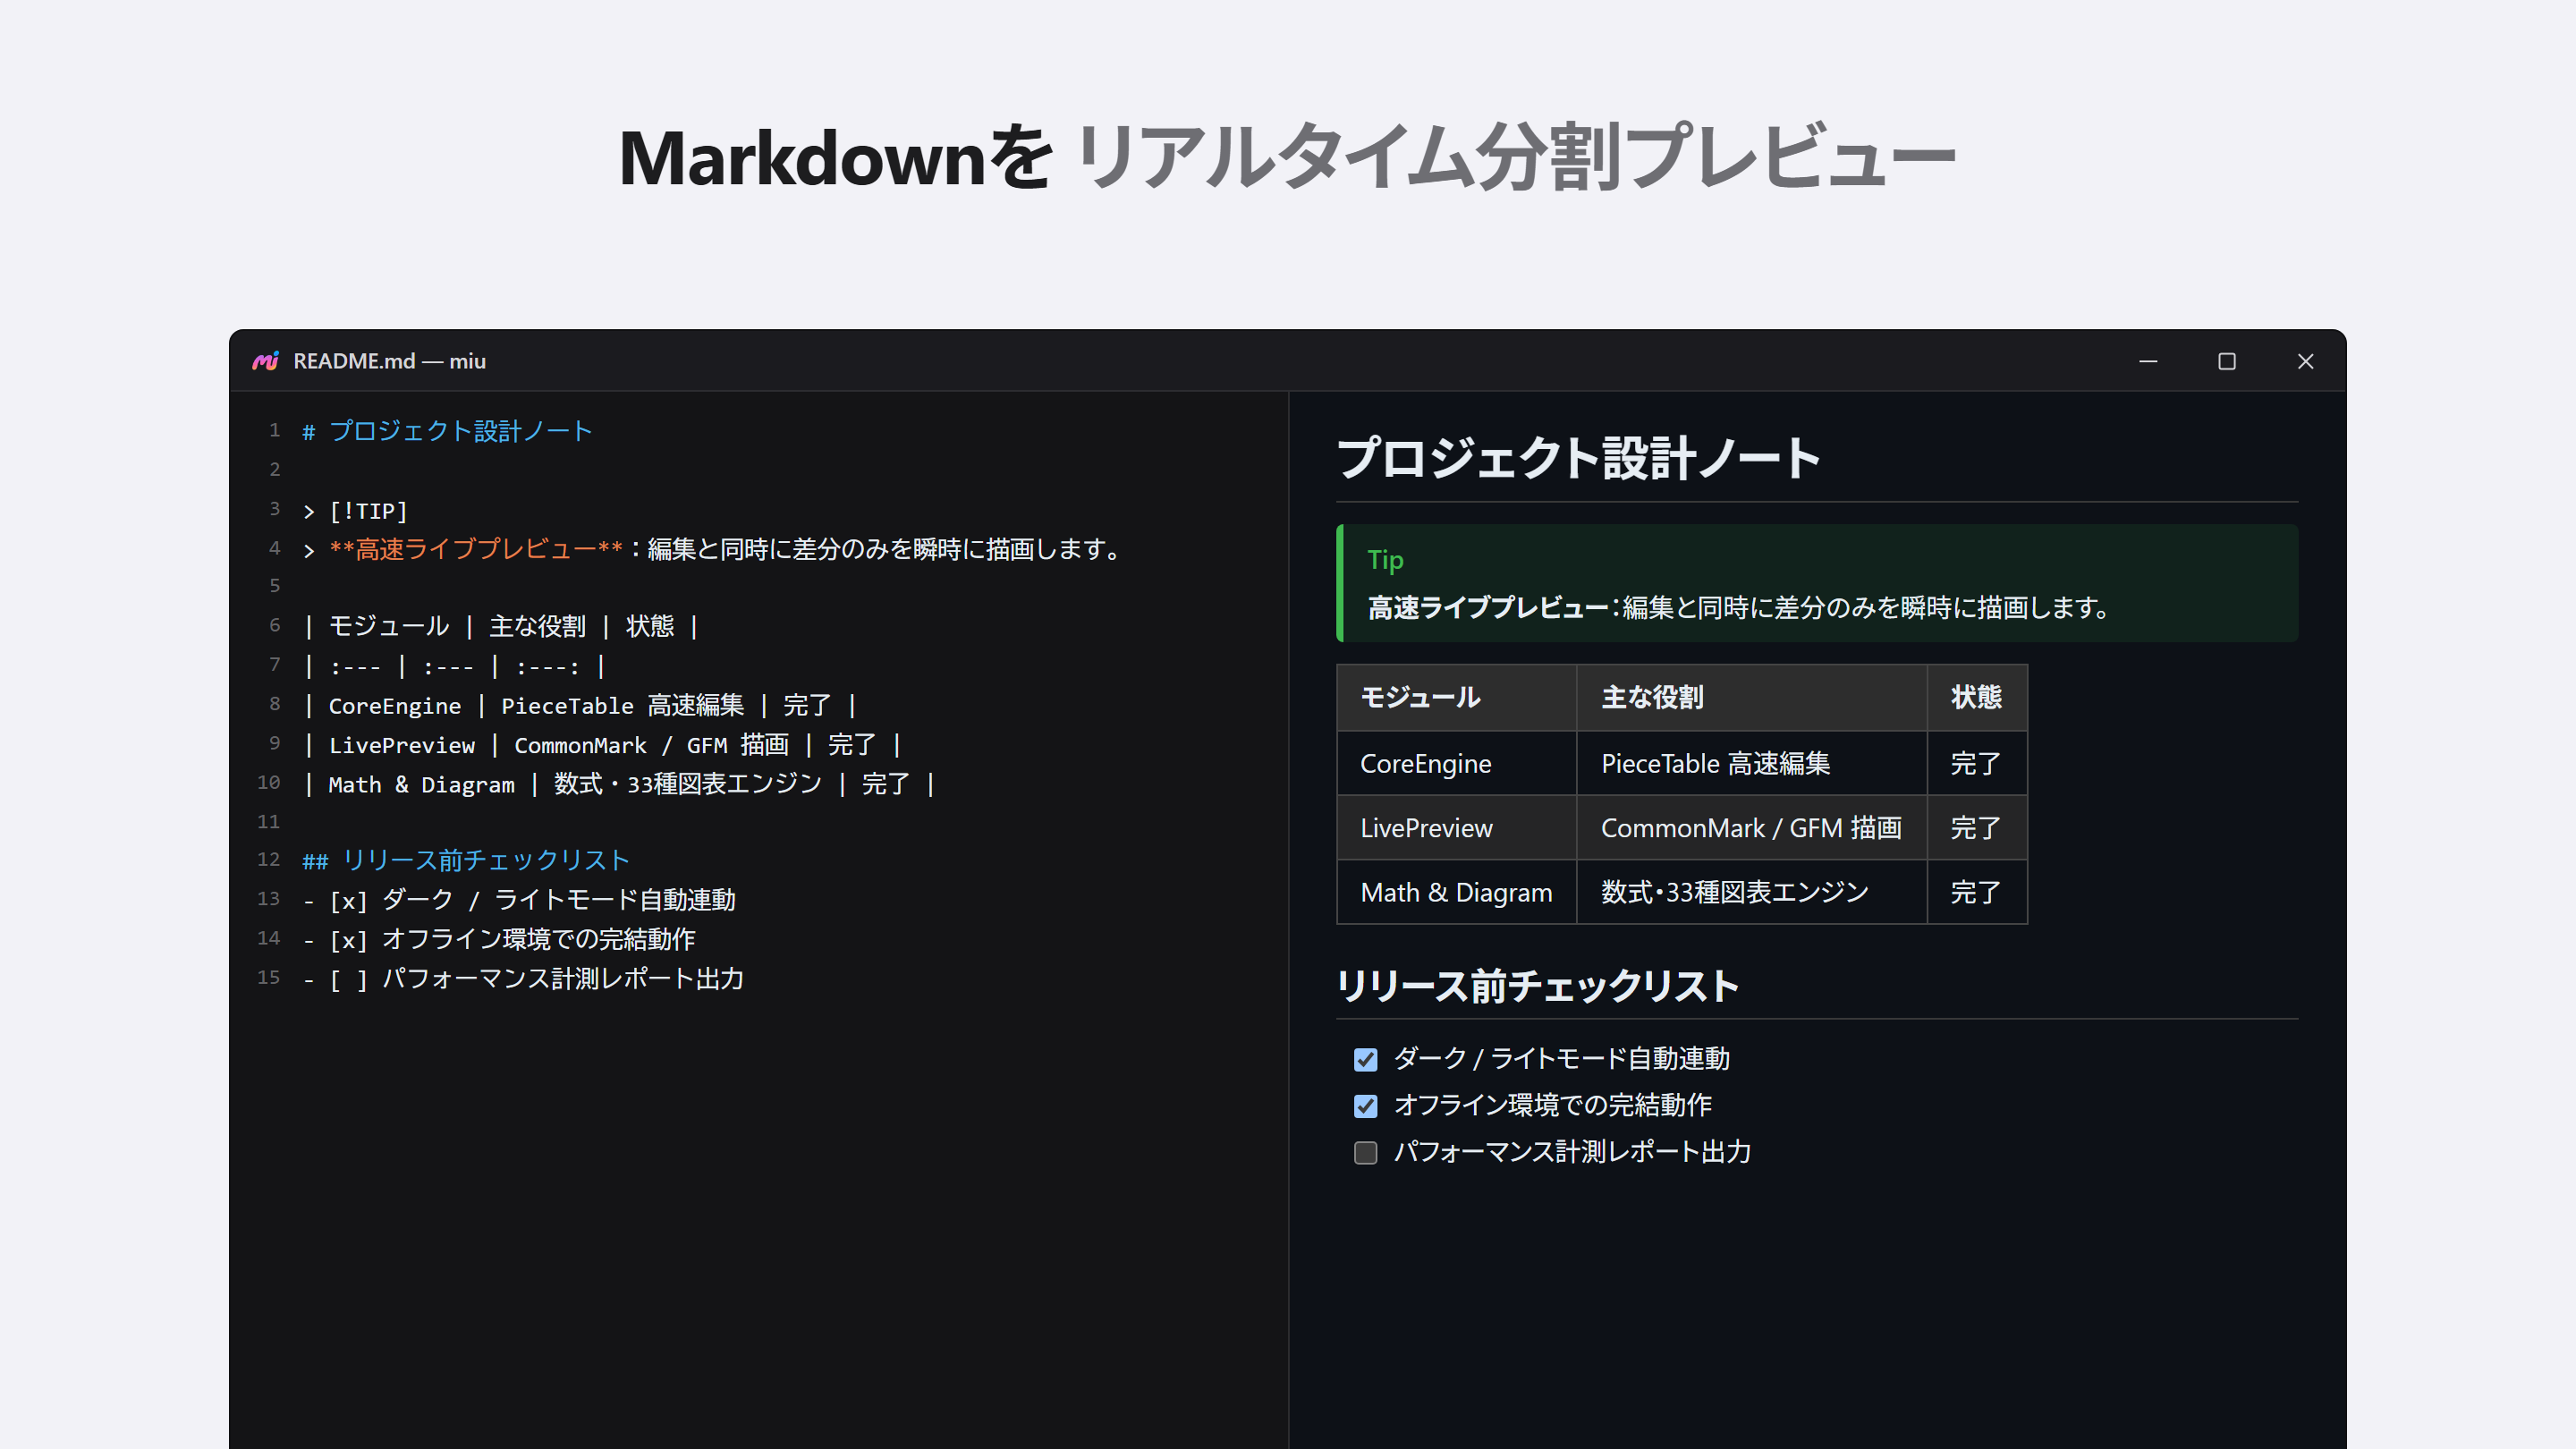 Markdownを リアルタイム分割プレビュー
mi README.md — miu
1 # プロジェクト設計ノート
2
3 > [!TIP]
4 > **高速ライブプレビュー**：編集と同時に差分のみを瞬時に描画します。
5
6 | モジュール | 主な役割 | 状態 |
7 | :--- | :--- | :---: |
8 | CoreEngine | PieceTable 高速編集 | 完了 |
9 | LivePreview | CommonMark / GFM 描画 | 完了 |
10 | Math & Diagram | 数式・33種図表エンジン | 完了 |
11
12 ## リリース前チェックリスト
13 - [x] ダーク / ライトモード自動連動
14 - [x] オフライン環境での完結動作
15 - [ ] パフォーマンス計測レポート出力
プロジェクト設計ノート
Tip
高速ライブプレビュー：編集と同時に差分のみを瞬時に描画します。
モジュール 主な役割 状態
CoreEngine PieceTable 高速編集 完了
LivePreview CommonMark / GFM 描画 完了
Math & Diagram 数式・33種図表エンジン 完了
リリース前チェックリスト
ダーク / ライトモード自動連動
オフライン環境での完結動作
パフォーマンス計測レポート出力